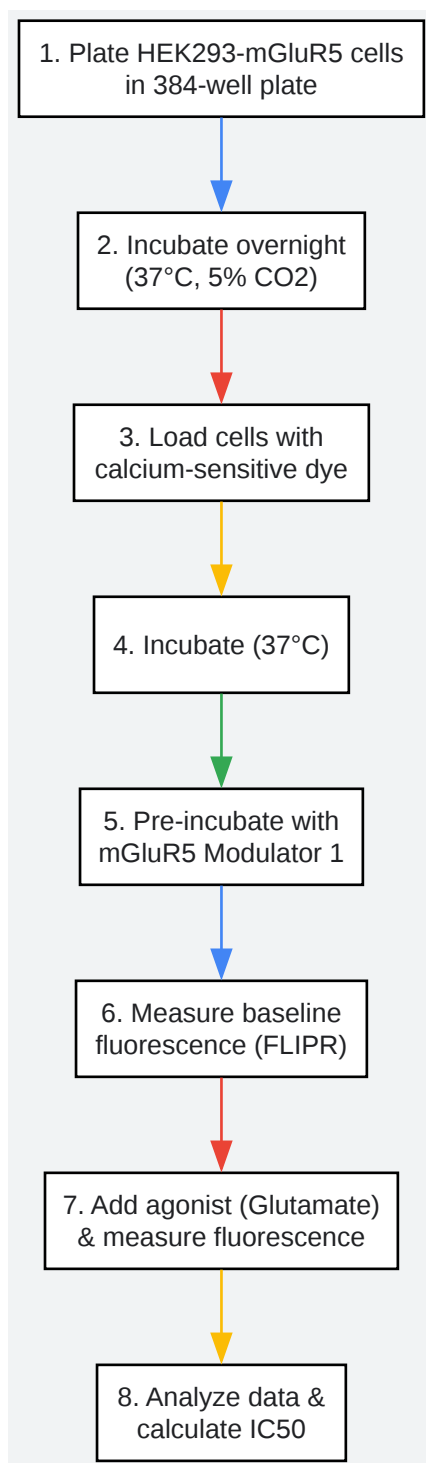 1. Plate HEK293-mGluR5 cells
in 384-well plate
2. Incubate overnight
(37°C, 5% CO2)
3. Load cells with
calcium-sensitive dye
4. Incubate (37°C)
5. Pre-incubate with
mGluR5 Modulator 1
6. Measure baseline
fluorescence (FLIPR)
7. Add agonist (Glutamate)
& measure fluorescence
8. Analyze data &
calculate IC50